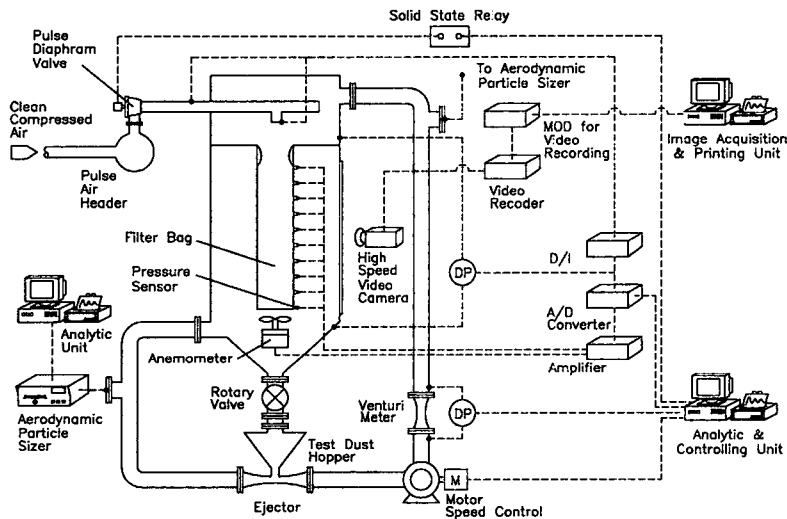 Solid State Relay
Pulse
Diaphram
Valve
To Aerodynamic
Particle Sizer
Clean
Compressed
Air
MOD for
Video
Recording
Image Acquisition
& Printing Unit
Pulse
Air
Header
Video
Recoder
Filter Bag
High
Speed
Video
Camera
D/I
DP
Pressure
Sensor
A/D
Converter
Analytic
Unit
Anemometer
Amplifier
Rotary
Valve
Venturi
Meter
DP
Aerodynamic
Particle
Sizer
Test Dust
Hopper
Analytic &
Controlling Unit
Ejector
M
Motor
Speed Control